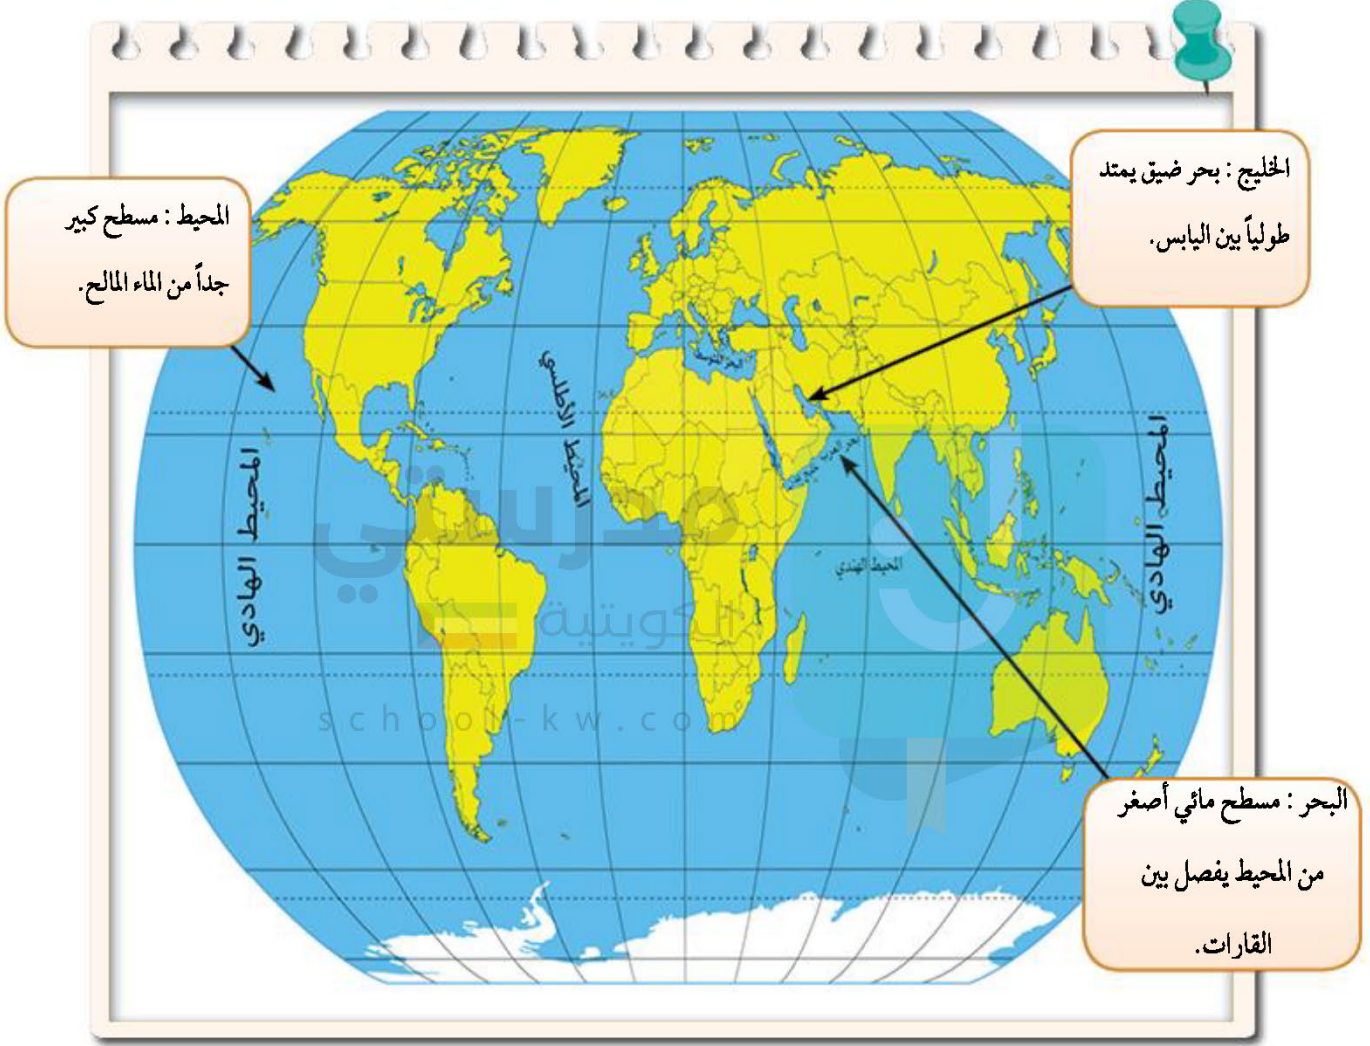 الخليج : بحر ضيق يمتد
طولياً بين اليابس.
المحيط : مسطح كبير
جداً من الماء المالح.
البحر المتوسط
المحيط الأطلسي
المحيط الهادي
المحيط الهادي
بحر العرب
المحيط الهندي
مدرستي
الكويتية
school-kw.com
البحر : مسطح مائي أصغر
من المحيط يفصل بين
القارات.